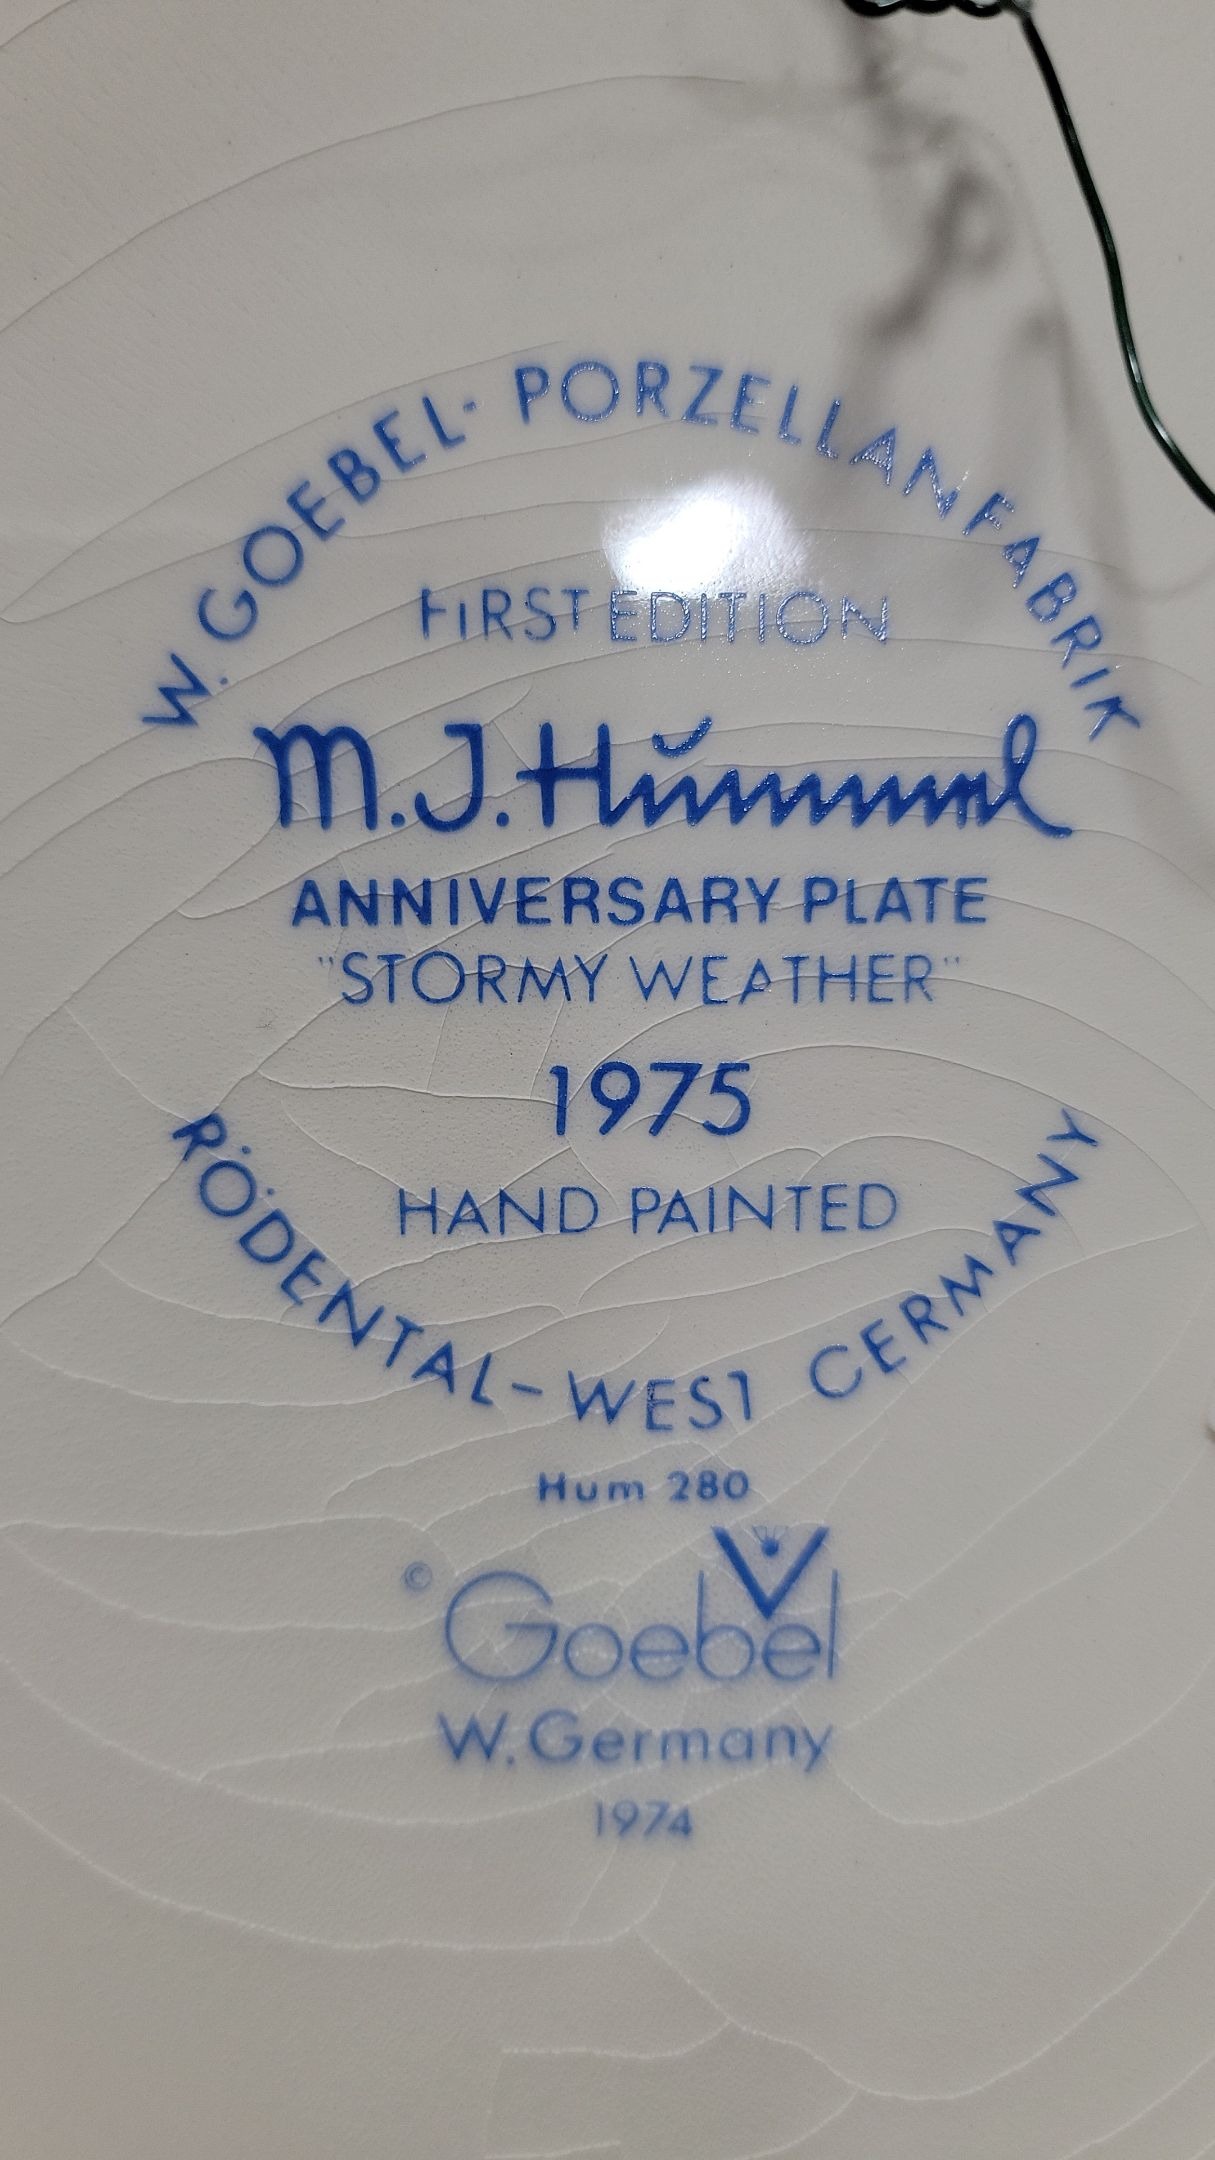 W. GOEBEL - PORZELLANFABRIK
FIRST EDITION
M.J. Hŭmmel
ANNIVERSARY PLATE
"STORMY WEATHER"
1975
HAND PAINTED
RÖDENTAL - WEST GERMANY
Hum 280
© Goebel
W. Germany
1974